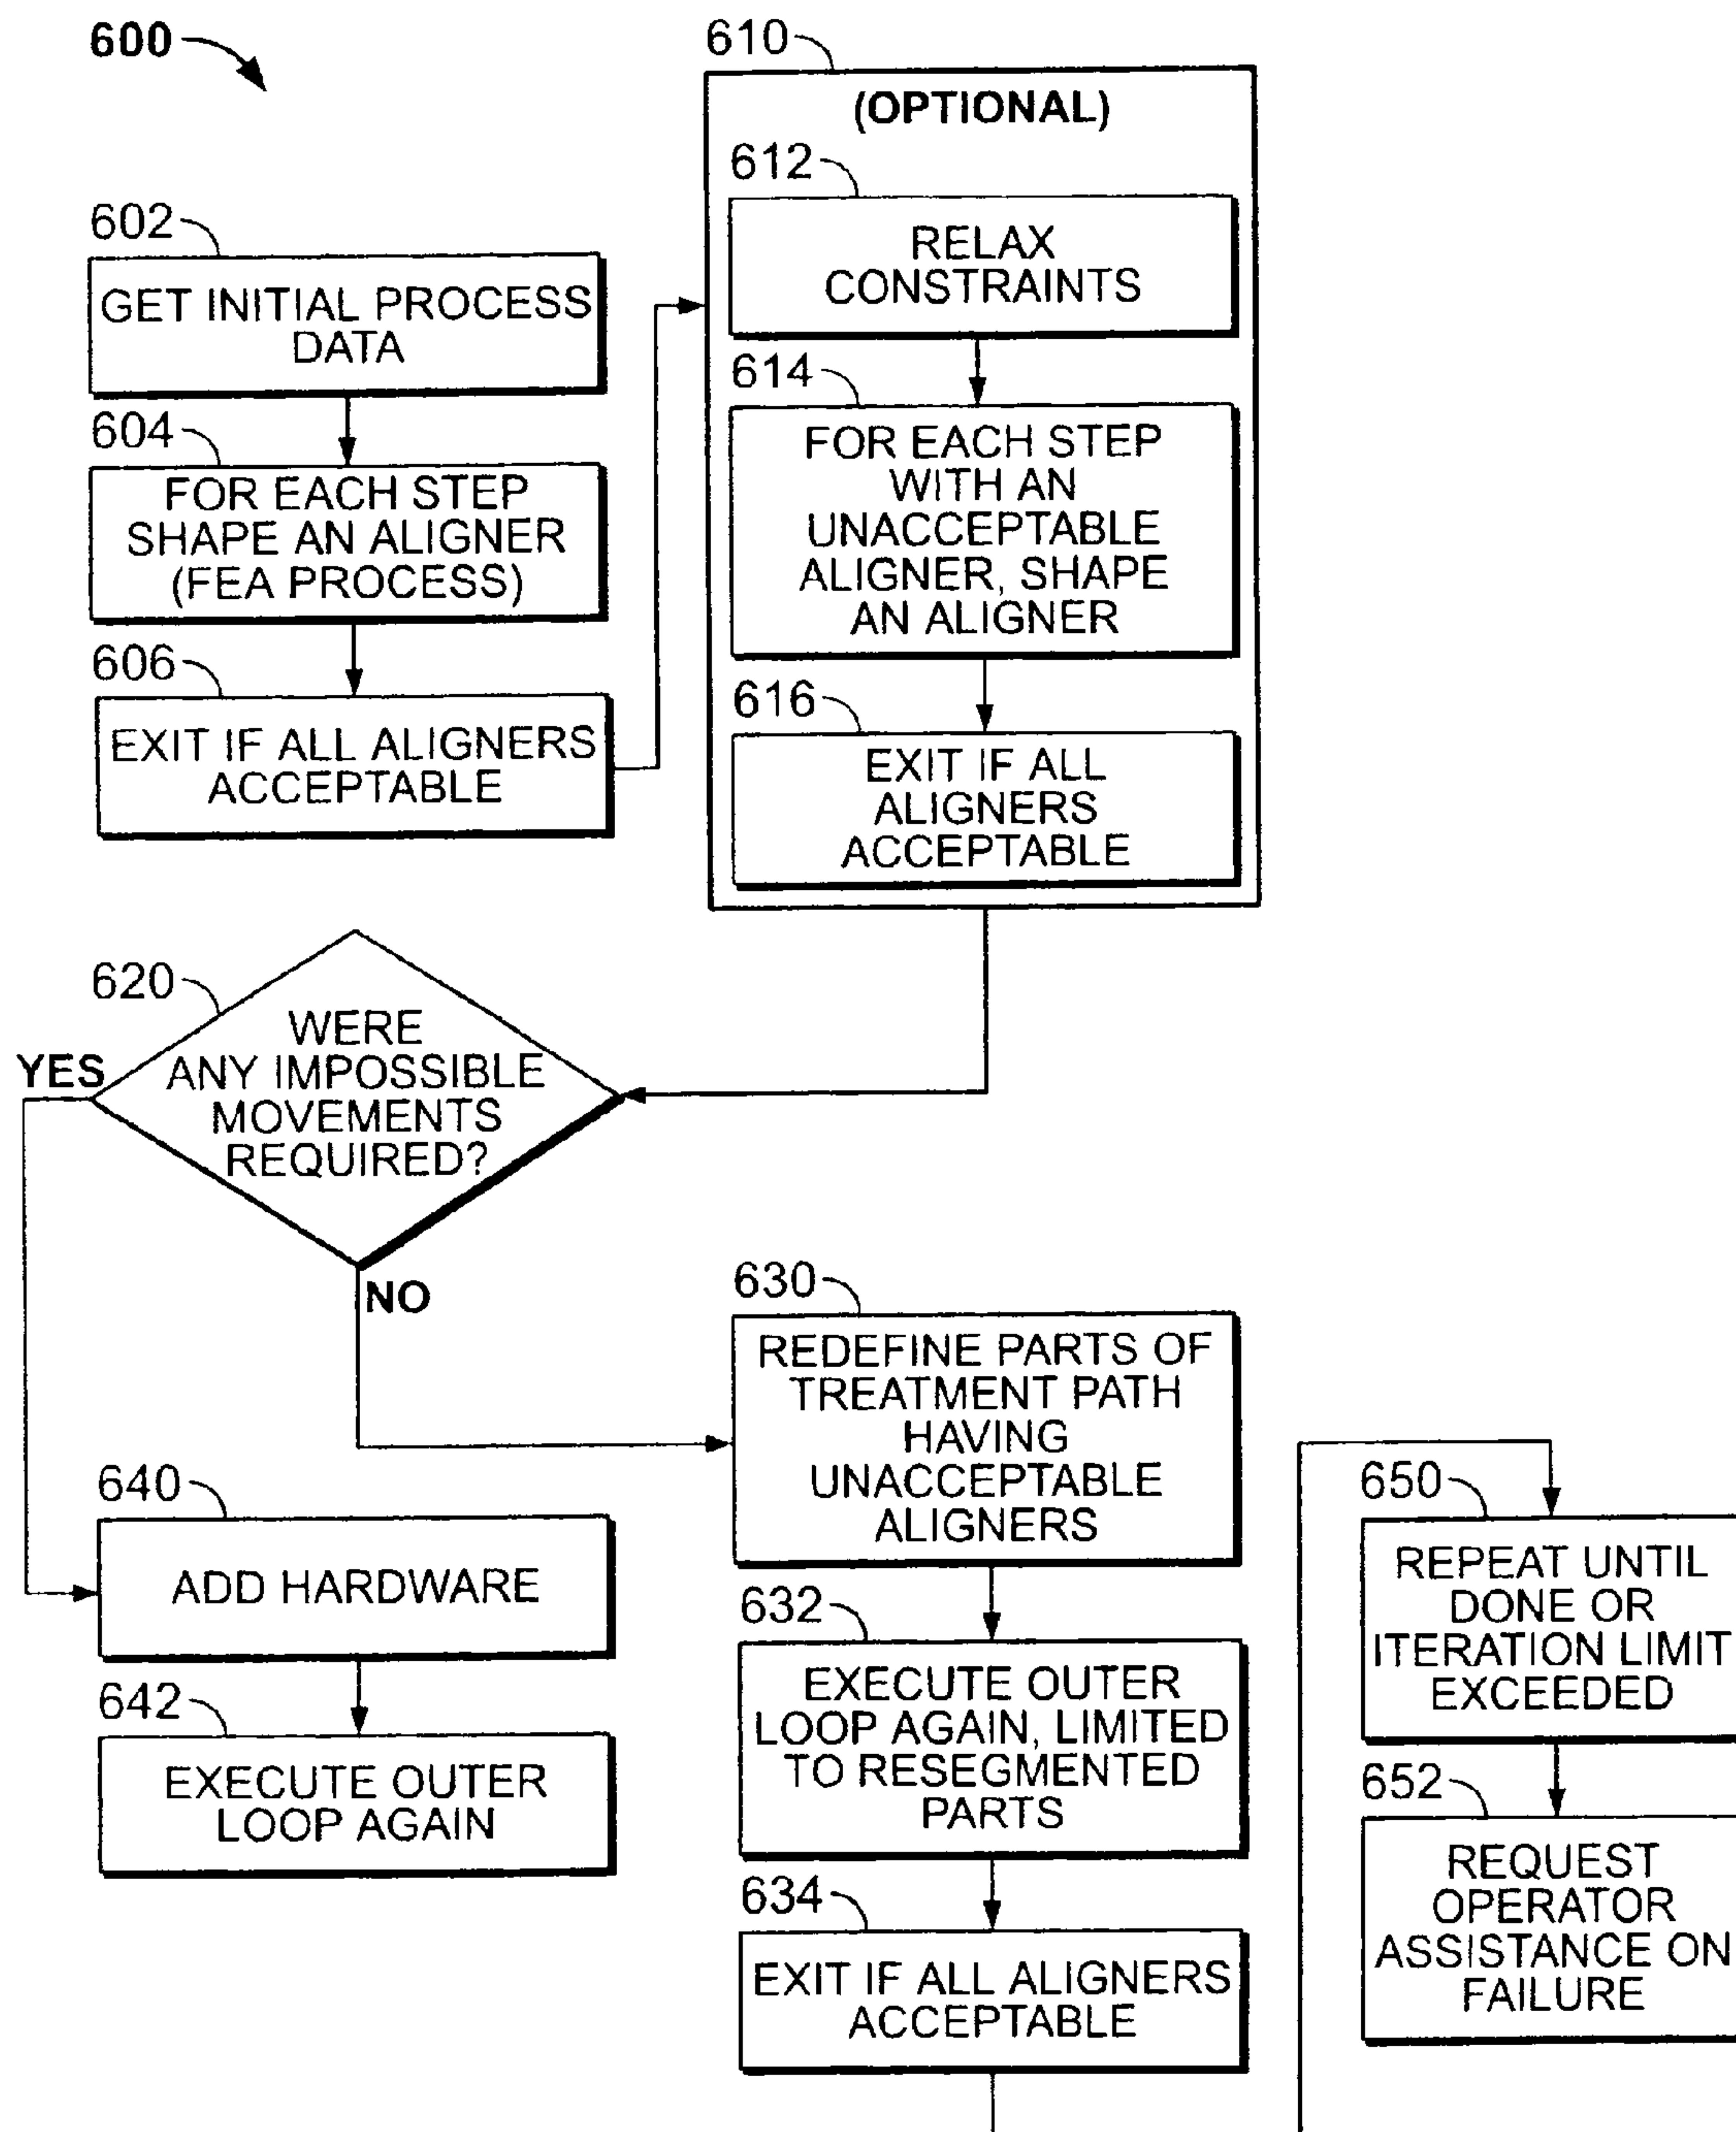 600
602
GET INITIAL PROCESS
DATA
604
FOR EACH STEP
SHAPE AN ALIGNER
(FEA PROCESS)
606
EXIT IF ALL ALIGNERS
ACCEPTABLE
610
(OPTIONAL)
612
RELAX
CONSTRAINTS
614
FOR EACH STEP
WITH AN
UNACCEPTABLE
ALIGNER, SHAPE
AN ALIGNER
616
EXIT IF ALL
ALIGNERS
ACCEPTABLE
620
WERE
ANY IMPOSSIBLE
MOVEMENTS
REQUIRED?
YES
NO
640
ADD HARDWARE
642
EXECUTE OUTER
LOOP AGAIN
630
REDEFINE PARTS OF
TREATMENT PATH
HAVING
UNACCEPTABLE
ALIGNERS
632
EXECUTE OUTER
LOOP AGAIN, LIMITED
TO RESEGMENTED
PARTS
634
EXIT IF ALL ALIGNERS
ACCEPTABLE
650
REPEAT UNTIL
DONE OR
ITERATION LIMIT
EXCEEDED
652
REQUEST
OPERATOR
ASSISTANCE ON
FAILURE